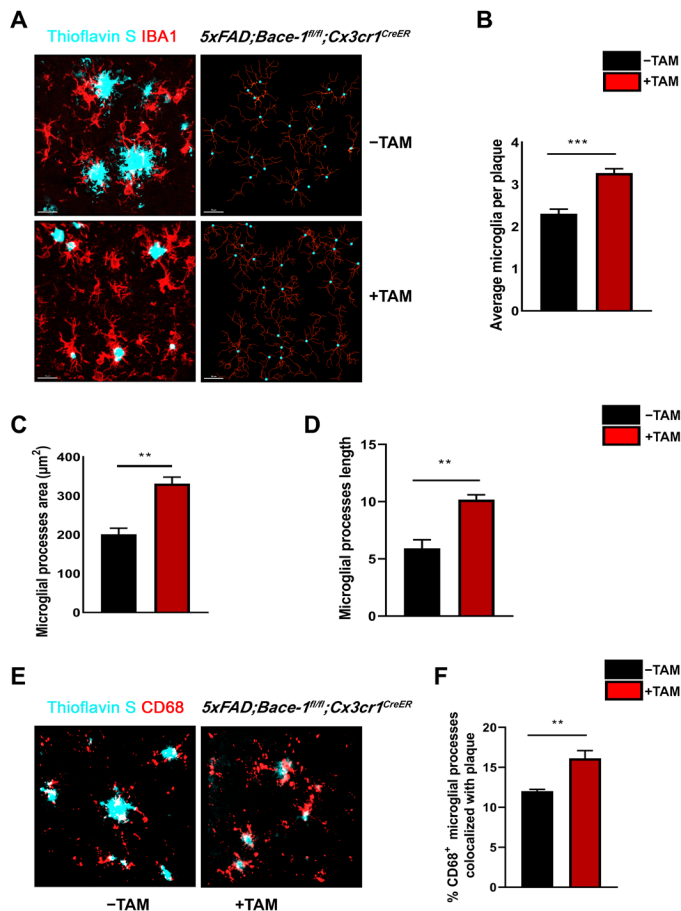 A
Thioflavin S IBA1
5xFAD;Bace-1fl/fl;Cx3cr1CreER
−TAM
+TAM
B
−TAM
+TAM
Average microglia per plaque
4
3
2
1
0
***
C
Microglial processes area (µm2)
400
300
200
100
0
**
D
−TAM
+TAM
Microglial processes length
15
10
5
0
**
E
Thioflavin S CD68
5xFAD;Bace-1fl/fl;Cx3cr1CreER
−TAM
+TAM
F
−TAM
+TAM
% CD68+ microglial processes
colocalized with plaque
20
15
10
5
0
**